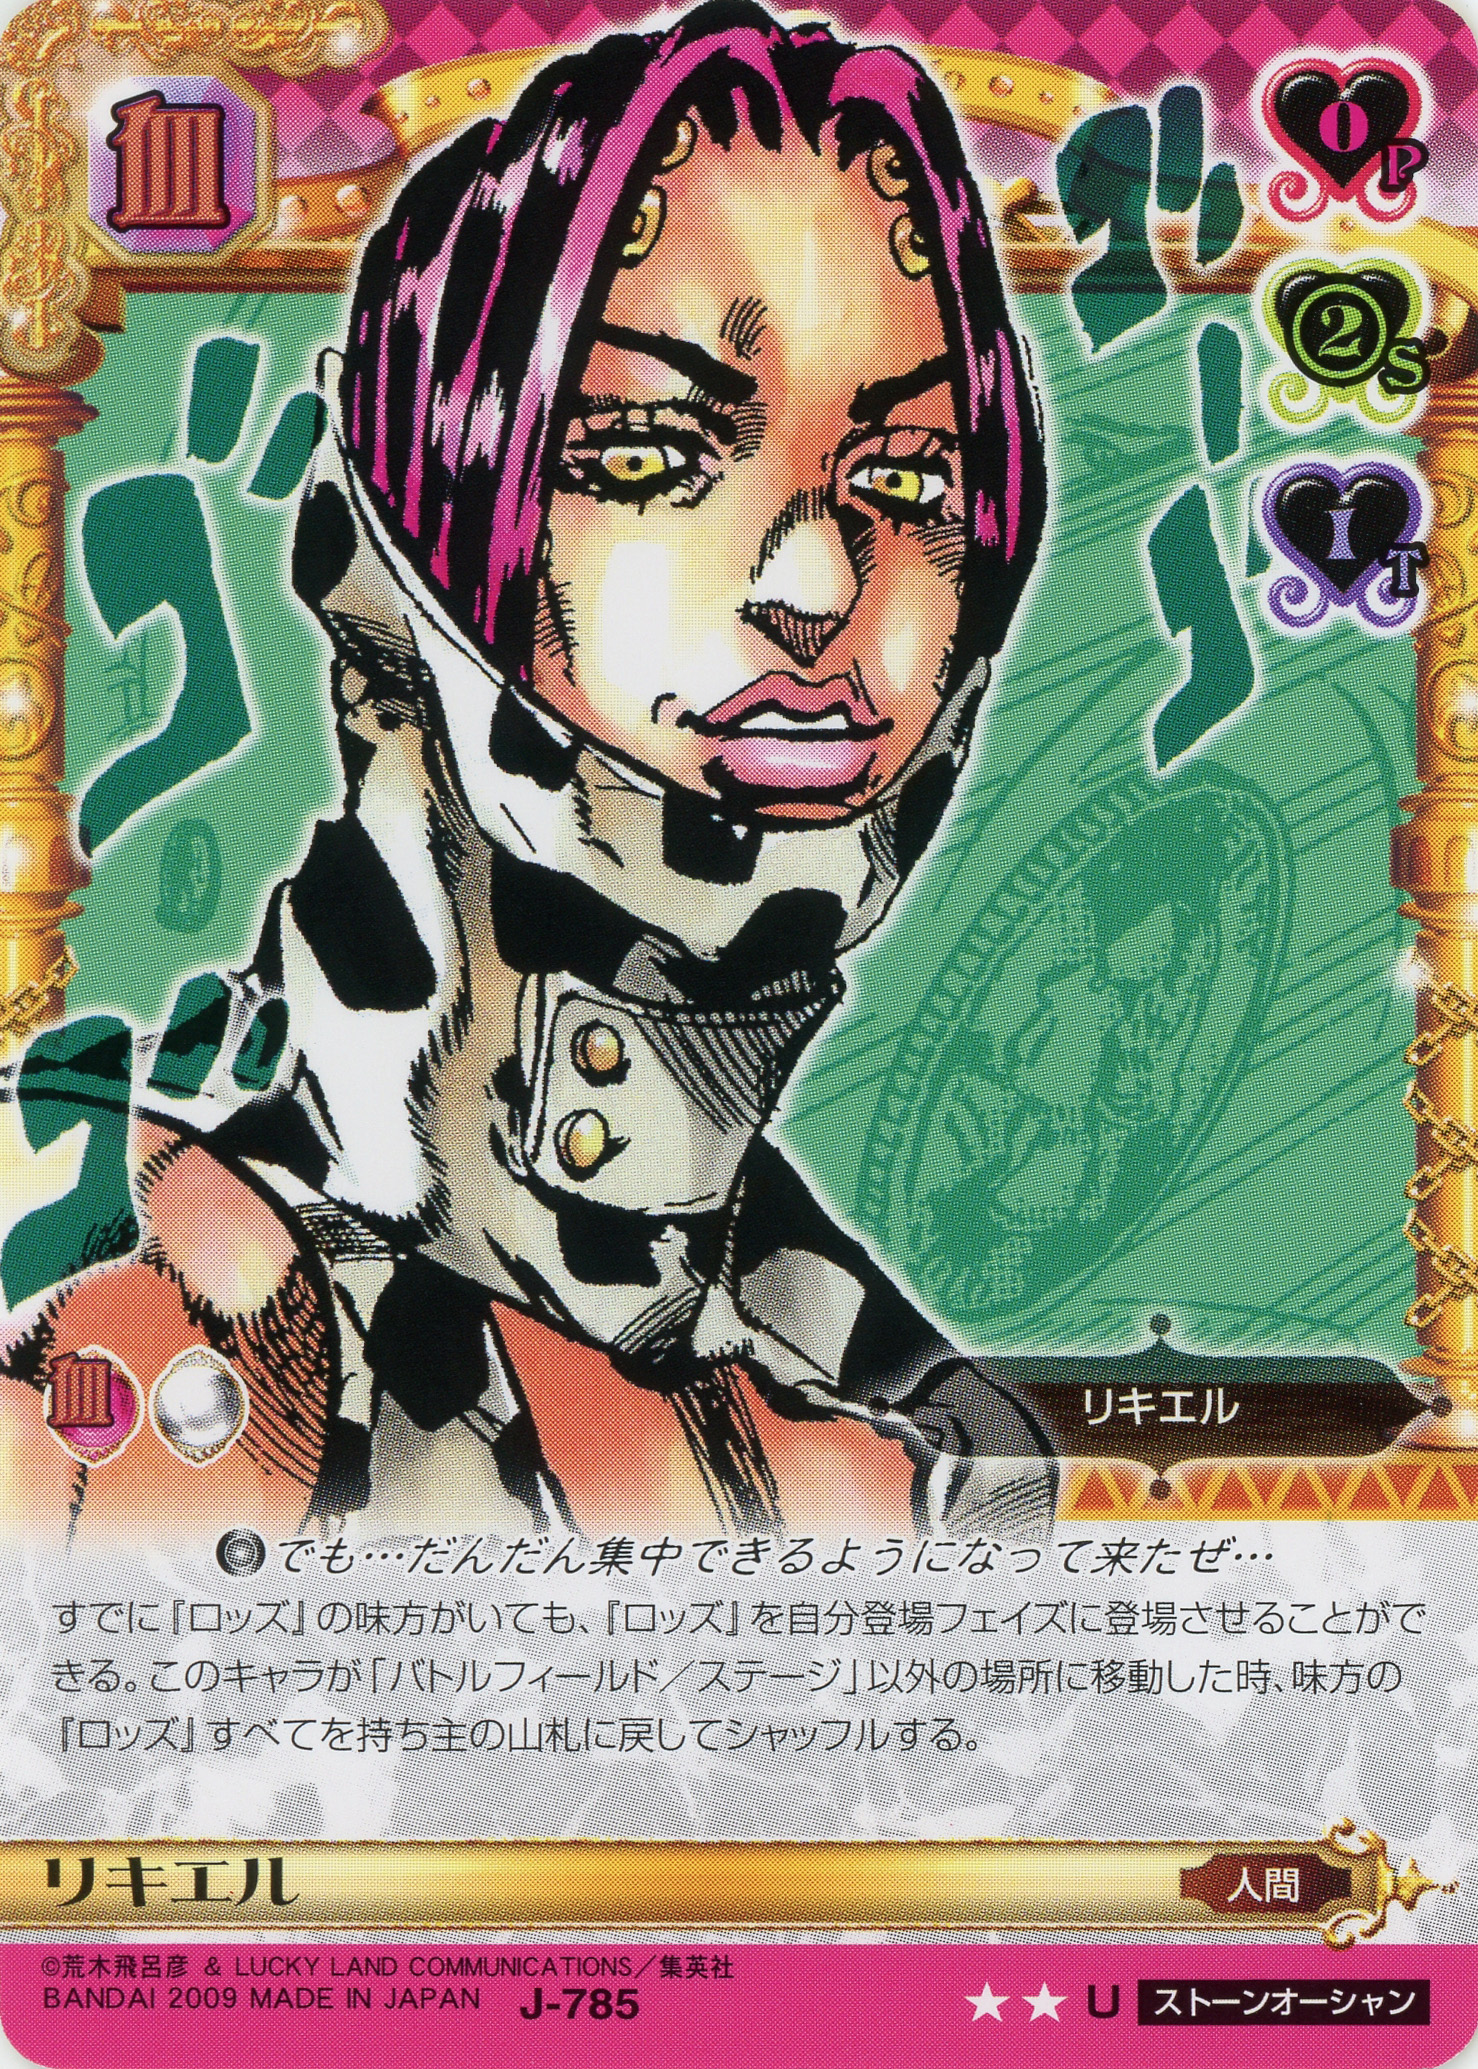 血
0 P
2 S
1 T
ゴゴゴゴ
血
リキエル
でも…だんだん集中できるようになって来たぜ…
すでに『ロッズ』の味方がいても、『ロッズ』を自分登場フェイズに登場させることがで
きる。このキャラが「バトルフィールド／ステージ」以外の場所に移動した時、味方の
『ロッズ』すべてを持ち主の山札に戻してシャッフルする。
リキエル
人間
©荒木飛呂彦 & LUCKY LAND COMMUNICATIONS／集英社
BANDAI 2009 MADE IN JAPAN J-785
★★ U ストーンオーシャン